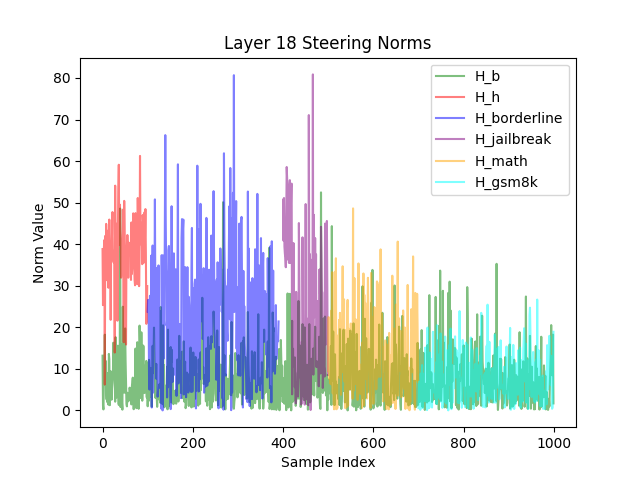 Layer 18 Steering Norms
Norm Value
80
70
60
50
40
30
20
10
0
H_b
H_h
H_borderline
H_jailbreak
H_math
H_gsm8k
0
200
400
600
800
1000
Sample Index